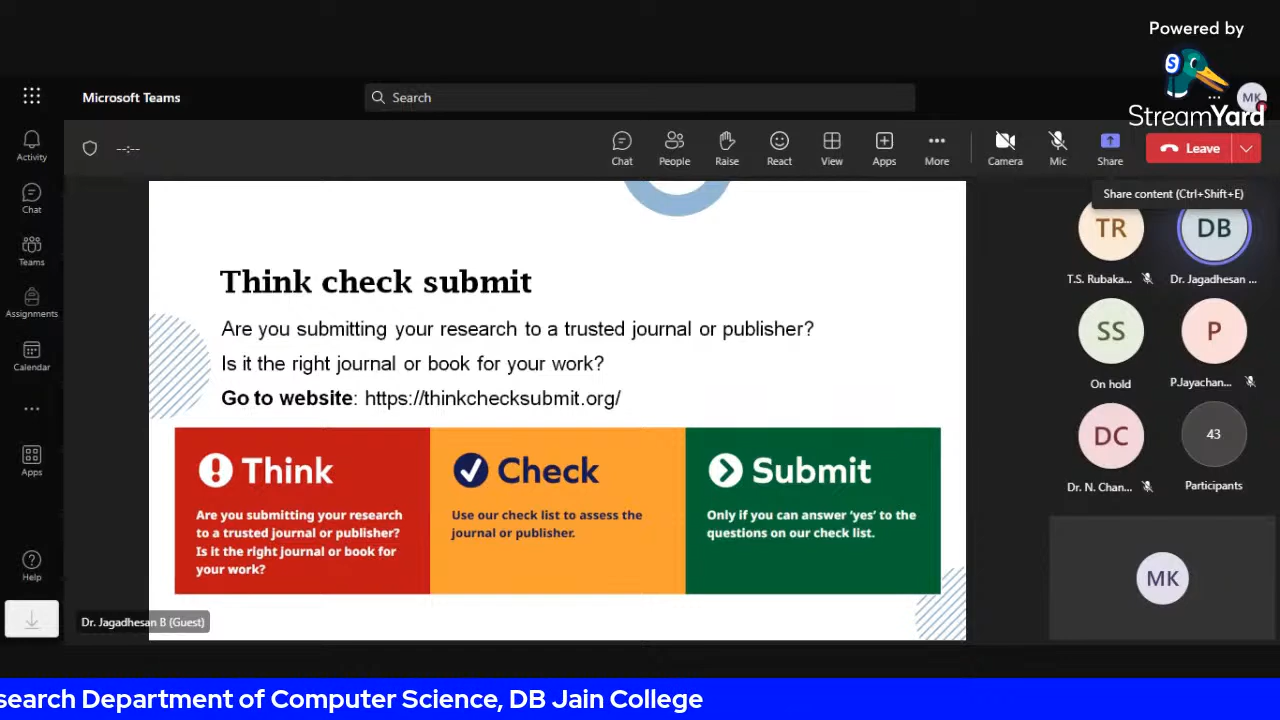 Powered by
StreamYard
Microsoft Teams
Search
MK
Activity
Chat
Teams
Assignments
Calendar
Apps
Help
--:--
Chat
People
Raise
React
View
Apps
More
Camera
Mic
Share
Leave
Share content (Ctrl+Shift+E)
Think check submit
Are you submitting your research to a trusted journal or publisher?
Is it the right journal or book for your work?
Go to website: https://thinkchecksubmit.org/
Think
Are you submitting your research
to a trusted journal or publisher?
Is it the right journal or book for
your work?
Check
Use our check list to assess the
journal or publisher.
Submit
Only if you can answer ‘yes’ to the
questions on our check list.
Dr. Jagadhesan B (Guest)
TR
T.S. Rubaka...
DB
Dr. Jagadhesan ...
SS
On hold
P
P.Jayachan...
DC
Dr. N. Chan...
43
Participants
MK
search Department of Computer Science, DB Jain College